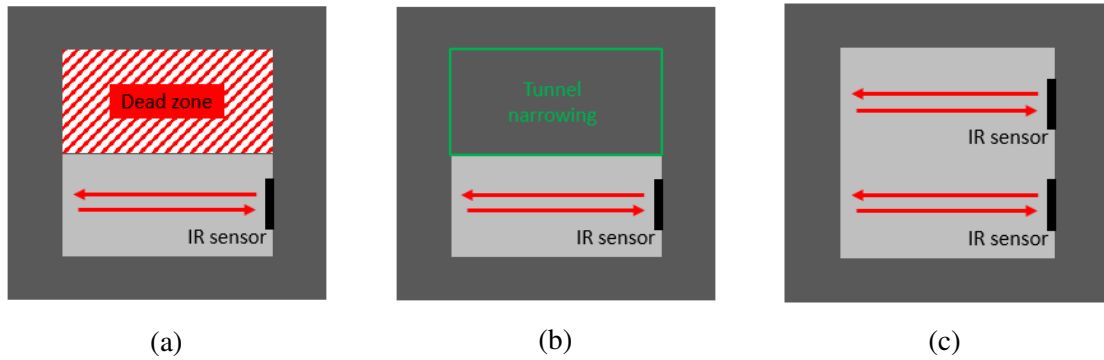 Dead zone
IR sensor
(a)
Tunnel
narrowing
IR sensor
(b)
IR sensor
IR sensor
(c)